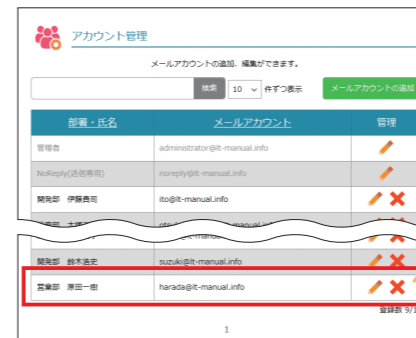 アカウント管理
メールアカウントの追加、編集ができます。
検索 10 件ずつ表示 メールアカウントの追加
部署・氏名 メールアカウント 管理
管理者 administrator@it-manual.info
NoReply(送信専用) noreply@it-manual.info
開発部 伊藤貴司 ito@it-manual.info
開発部 鈴木浩史 suzuki@it-manual.info
営業部 原田一樹 harada@it-manual.info
登録数 9/1
1